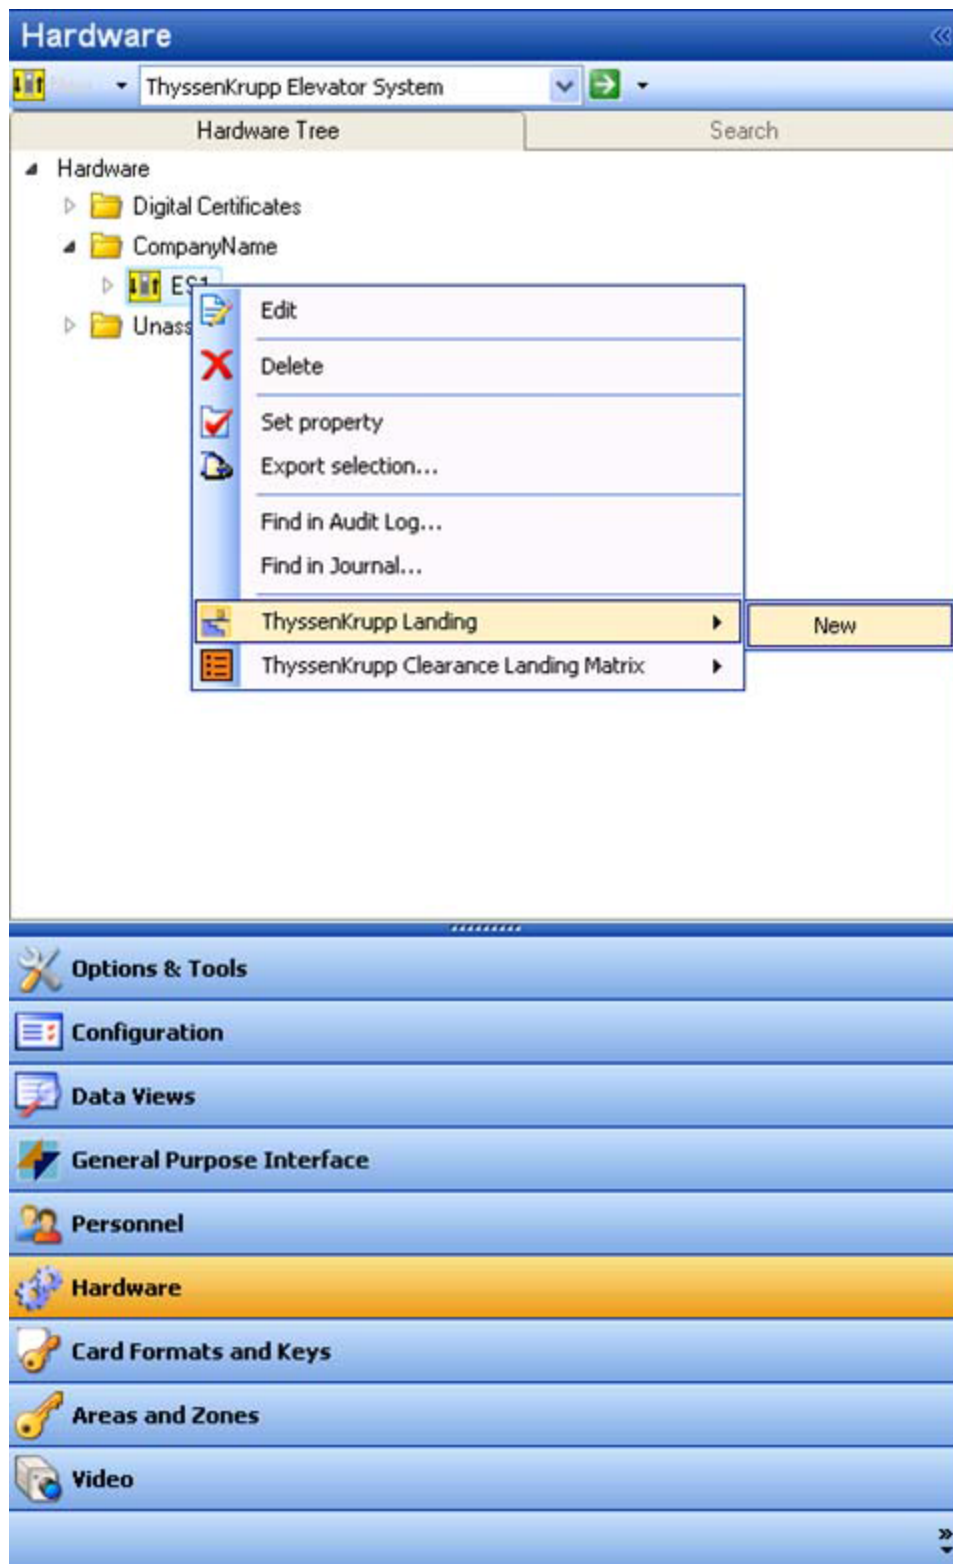 Hardware
ThyssenKrupp Elevator System
Hardware Tree Search
Hardware
Digital Certificates
CompanyName
ES1
Edit
Unass
Delete
Set property
Export selection...
Find in Audit Log...
Find in Journal...
ThyssenKrupp Landing New
ThyssenKrupp Clearance Landing Matrix
Options & Tools
Configuration
Data Views
General Purpose Interface
Personnel
Hardware
Card Formats and Keys
Areas and Zones
Video